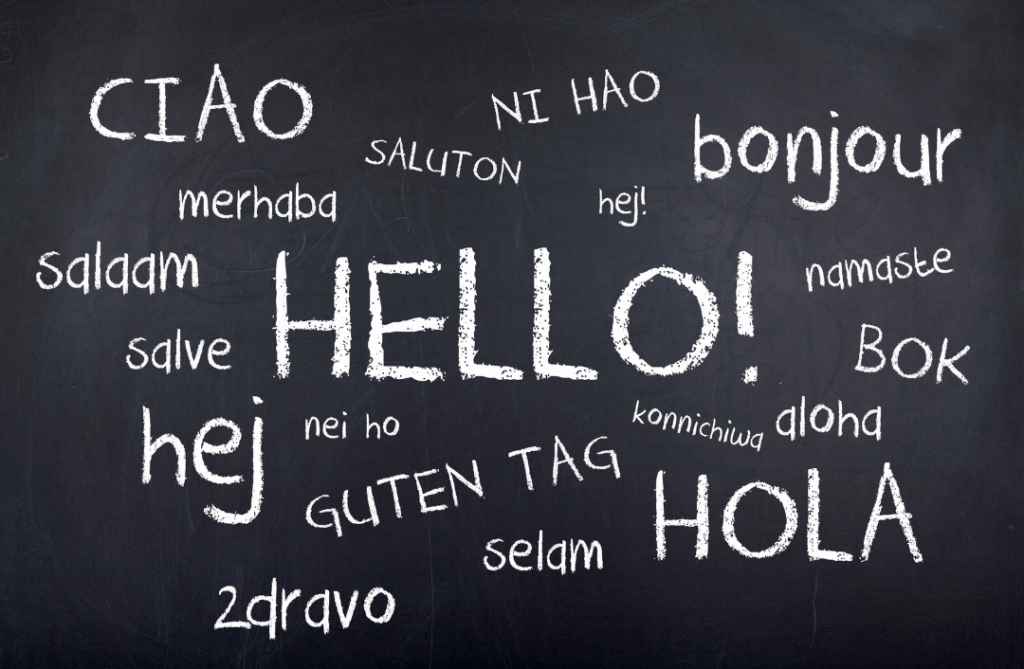 CIAO
NI HAO
SALUTON
bonjour
merhaba
hej!
salaam
HELLO!
namaste
salve
BOK
hej
nei ho
konnichiwa
aloha
GUTEN TAG
HOLA
selam
2dravo